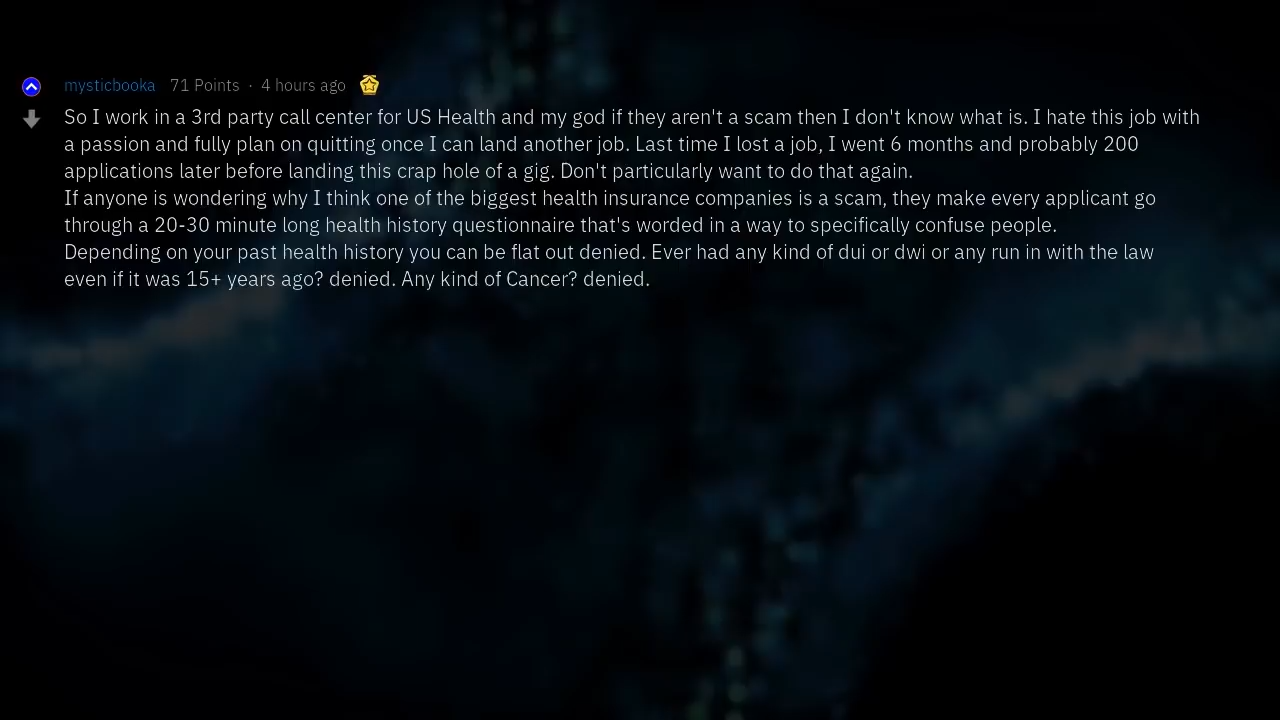 mysticbooka 71 Points · 4 hours ago
So I work in a 3rd party call center for US Health and my god if they aren't a scam then I don't know what is. I hate this job with
a passion and fully plan on quitting once I can land another job. Last time I lost a job, I went 6 months and probably 200
applications later before landing this crap hole of a gig. Don't particularly want to do that again.
If anyone is wondering why I think one of the biggest health insurance companies is a scam, they make every applicant go
through a 20-30 minute long health history questionnaire that's worded in a way to specifically confuse people.
Depending on your past health history you can be flat out denied. Ever had any kind of dui or dwi or any run in with the law
even if it was 15+ years ago? denied. Any kind of Cancer? denied.